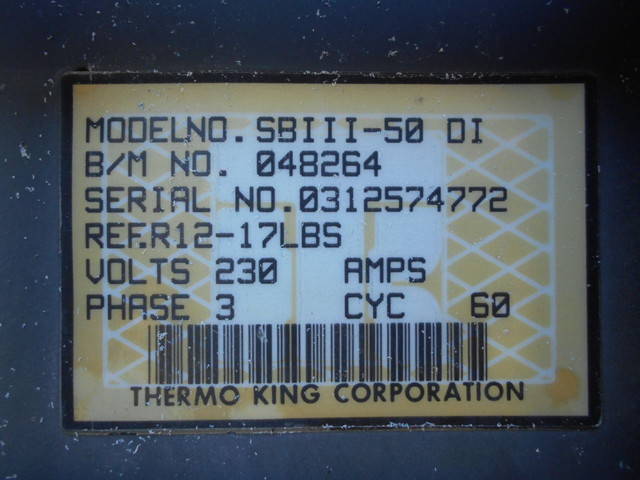 MODELNO. SBIII-50 DI
B/M NO. 048264
SERIAL NO.0312574772
REF.R12-17LBS
VOLTS 230 AMPS
PHASE 3 CYC 60
THERMO KING CORPORATION